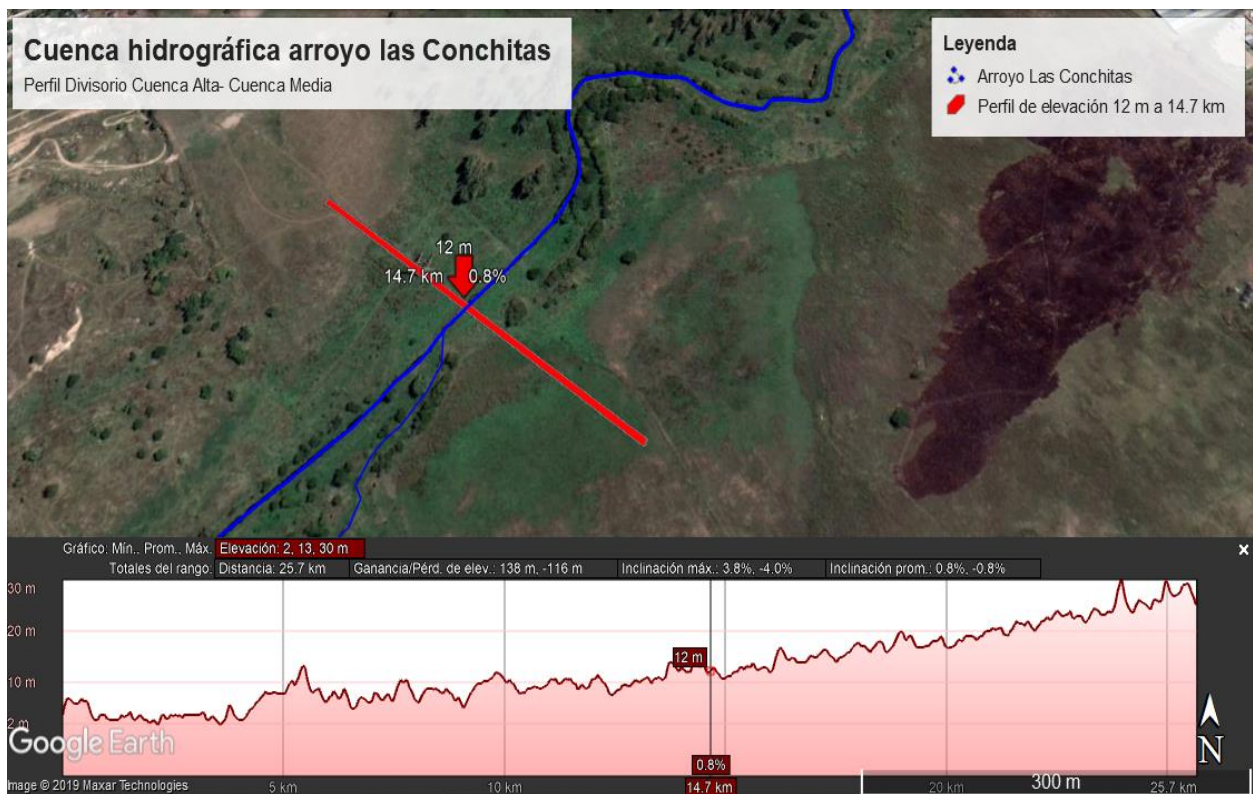 Cuenca hidrográfica arroyo las Conchitas
Perfil Divisorio Cuenca Alta- Cuenca Media
Leyenda
Arroyo Las Conchitas
Perfil de elevación 12 m a 14.7 km
12 m
14.7 km 0.8%
Gráfico: Mín.. Prom., Máx. Elevación: 2, 13, 30 m
Totales del rango: Distancia: 25.7 km Ganancia/Pérd. de elev.: 138 m, -116 m Inclinación máx.: 3.8%, -4.0% Inclinación prom.: 0.8%, -0.8%
30 m
20 m
12 m
10 m
2 m
Google Earth
N
0.8%
Image © 2019 Maxar Technologies
5 km 10 km 14.7 km 20 km 300 m 25.7 km